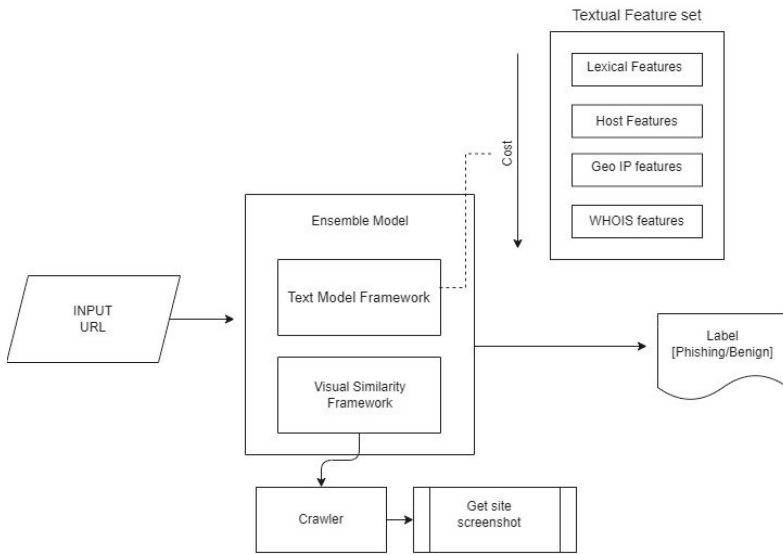 Textual Feature set
Lexical Features
Host Features
Geo IP features
WHOIS features
Cost
Ensemble Model
Text Model Framework
Visual Similarity
Framework
INPUT
URL
Label
[Phishing/Benign]
Crawler
Get site
screenshot